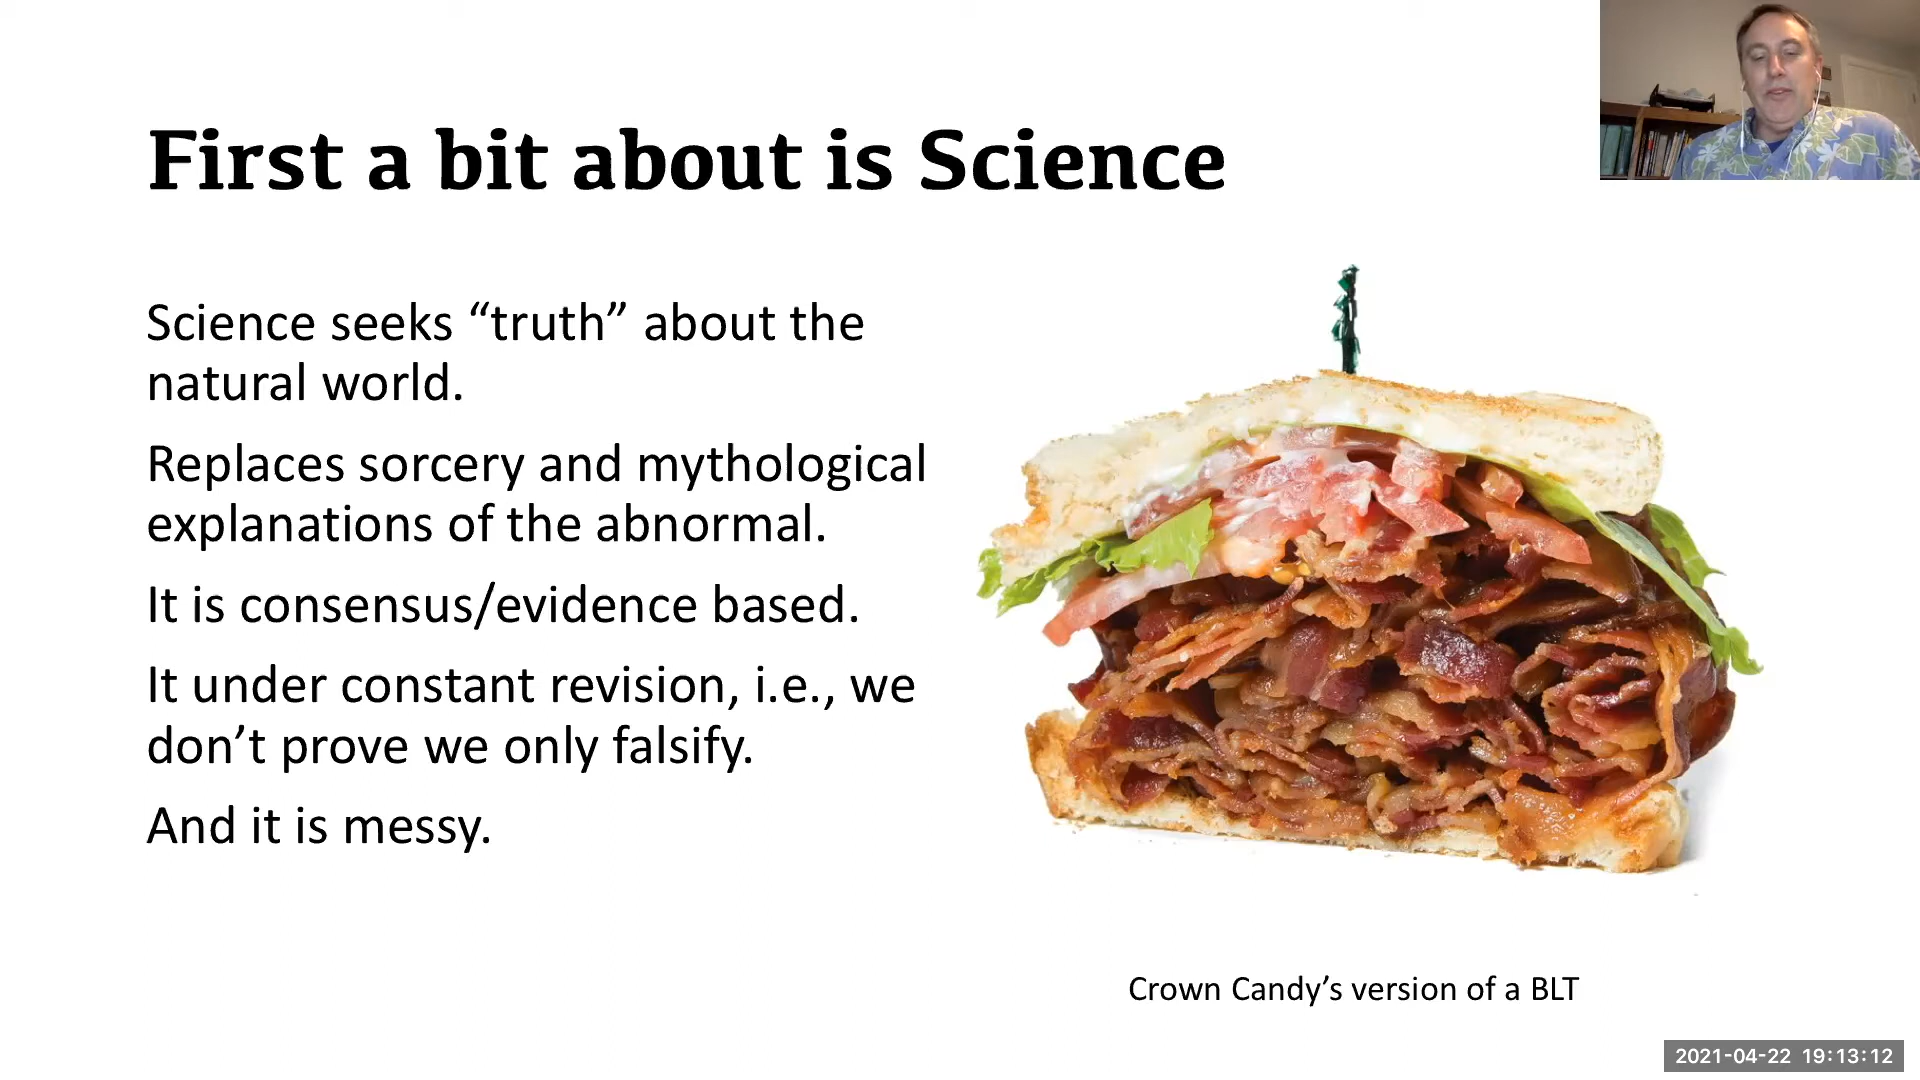 First a bit about is Science
Science seeks “truth” about the
natural world.
Replaces sorcery and mythological
explanations of the abnormal.
It is consensus/evidence based.
It under constant revision, i.e., we
don’t prove we only falsify.
And it is messy.
Crown Candy’s version of a BLT
2021-04-22 19:13:12